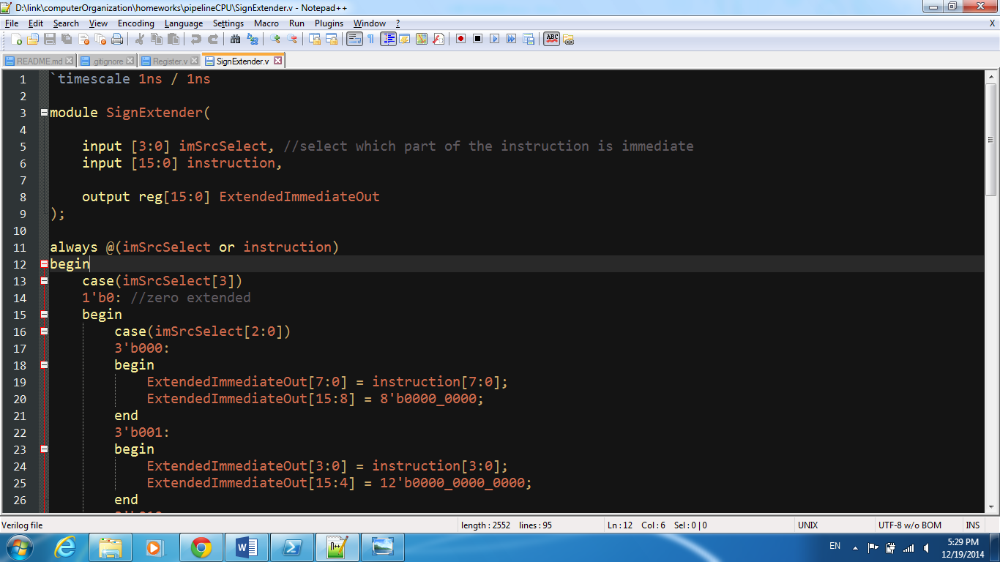 D:\link\computerOrganization\homeworks\pipelineCPU\SignExtender.v - Notepad++
File Edit Search View Encoding Language Settings Macro Run Plugins Window ? X
README.md .gitignore Register.v SignExtender.v
1 `timescale 1ns / 1ns
2
3 module SignExtender(
4
5 input [3:0] imSrcSelect, //select which part of the instruction is immediate
6 input [15:0] instruction,
7
8 output reg[15:0] ExtendedImmediateOut
9 );
10
11 always @(imSrcSelect or instruction)
12 begin
13 case(imSrcSelect[3])
14 1'b0: //zero extended
15 begin
16 case(imSrcSelect[2:0])
17 3'b000:
18 begin
19 ExtendedImmediateOut[7:0] = instruction[7:0];
20 ExtendedImmediateOut[15:8] = 8'b0000_0000;
21 end
22 3'b001:
23 begin
24 ExtendedImmediateOut[3:0] = instruction[3:0];
25 ExtendedImmediateOut[15:4] = 12'b0000_0000_0000;
26 end
Verilog file length : 2552 lines : 95 Ln : 12 Col : 6 Sel : 0 | 0 UNIX UTF-8 w/o BOM INS
EN 5:29 PM
12/19/2014